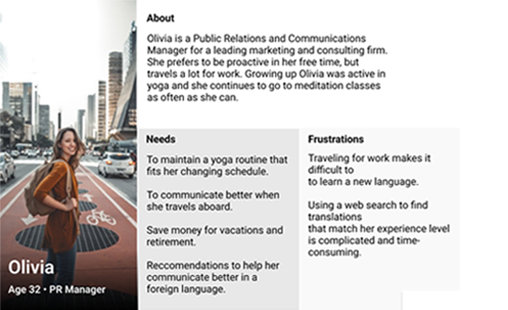 About
Olivia is a Public Relations and Communications
Manager for a leading marketing and consulting firm.
She prefers to be proactive in her free time, but
travels a lot for work. Growing up Olivia was active in
yoga and she continues to go to meditation classes
as often as she can.
Needs
To maintain a yoga routine that
fits her changing schedule.
To communicate better when
she travels aboard.
Save money for vacations and
retirement.
Reccomendations to help her
communicate better in a
foreign language.
Frustrations
Traveling for work makes it
difficult to
to learn a new language.
Using a web search to find
translations
that match her experience level
is complicated and time-
consuming.
Olivia
Age 32 • PR Manager